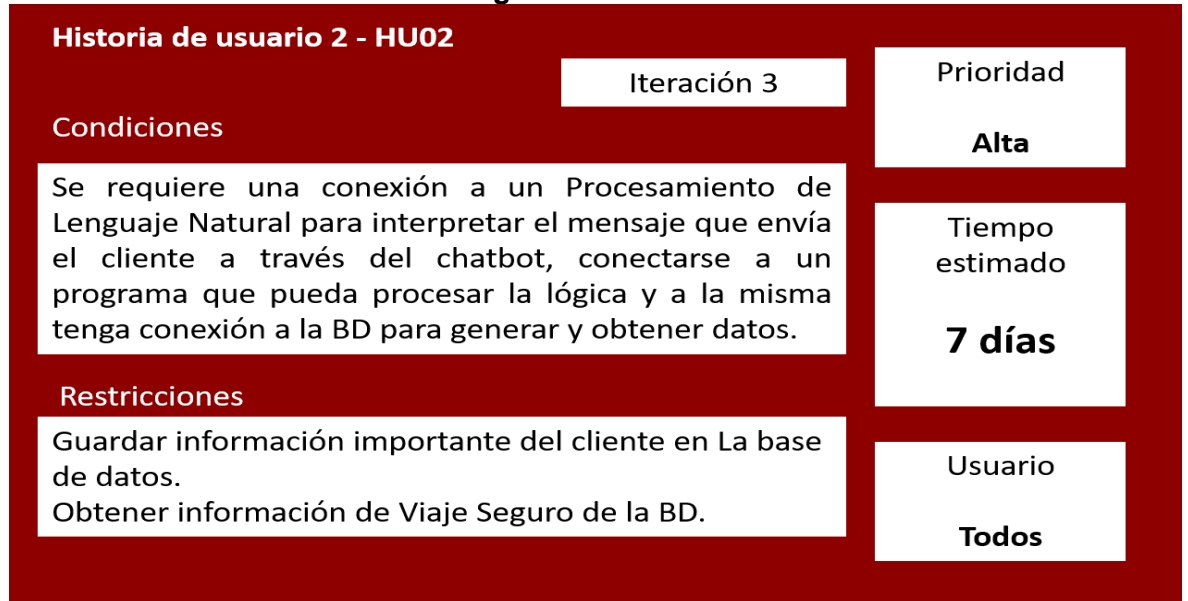 Historia de usuario 2 - HU02
Iteración 3
Prioridad
Alta
Condiciones
Se requiere una conexión a un Procesamiento de
Lenguaje Natural para interpretar el mensaje que envía
el cliente a través del chatbot, conectarse a un
programa que pueda procesar la lógica y a la misma
tenga conexión a la BD para generar y obtener datos.
Tiempo
estimado
7 días
Restricciones
Guardar información importante del cliente en La base
de datos.
Obtener información de Viaje Seguro de la BD.
Usuario
Todos